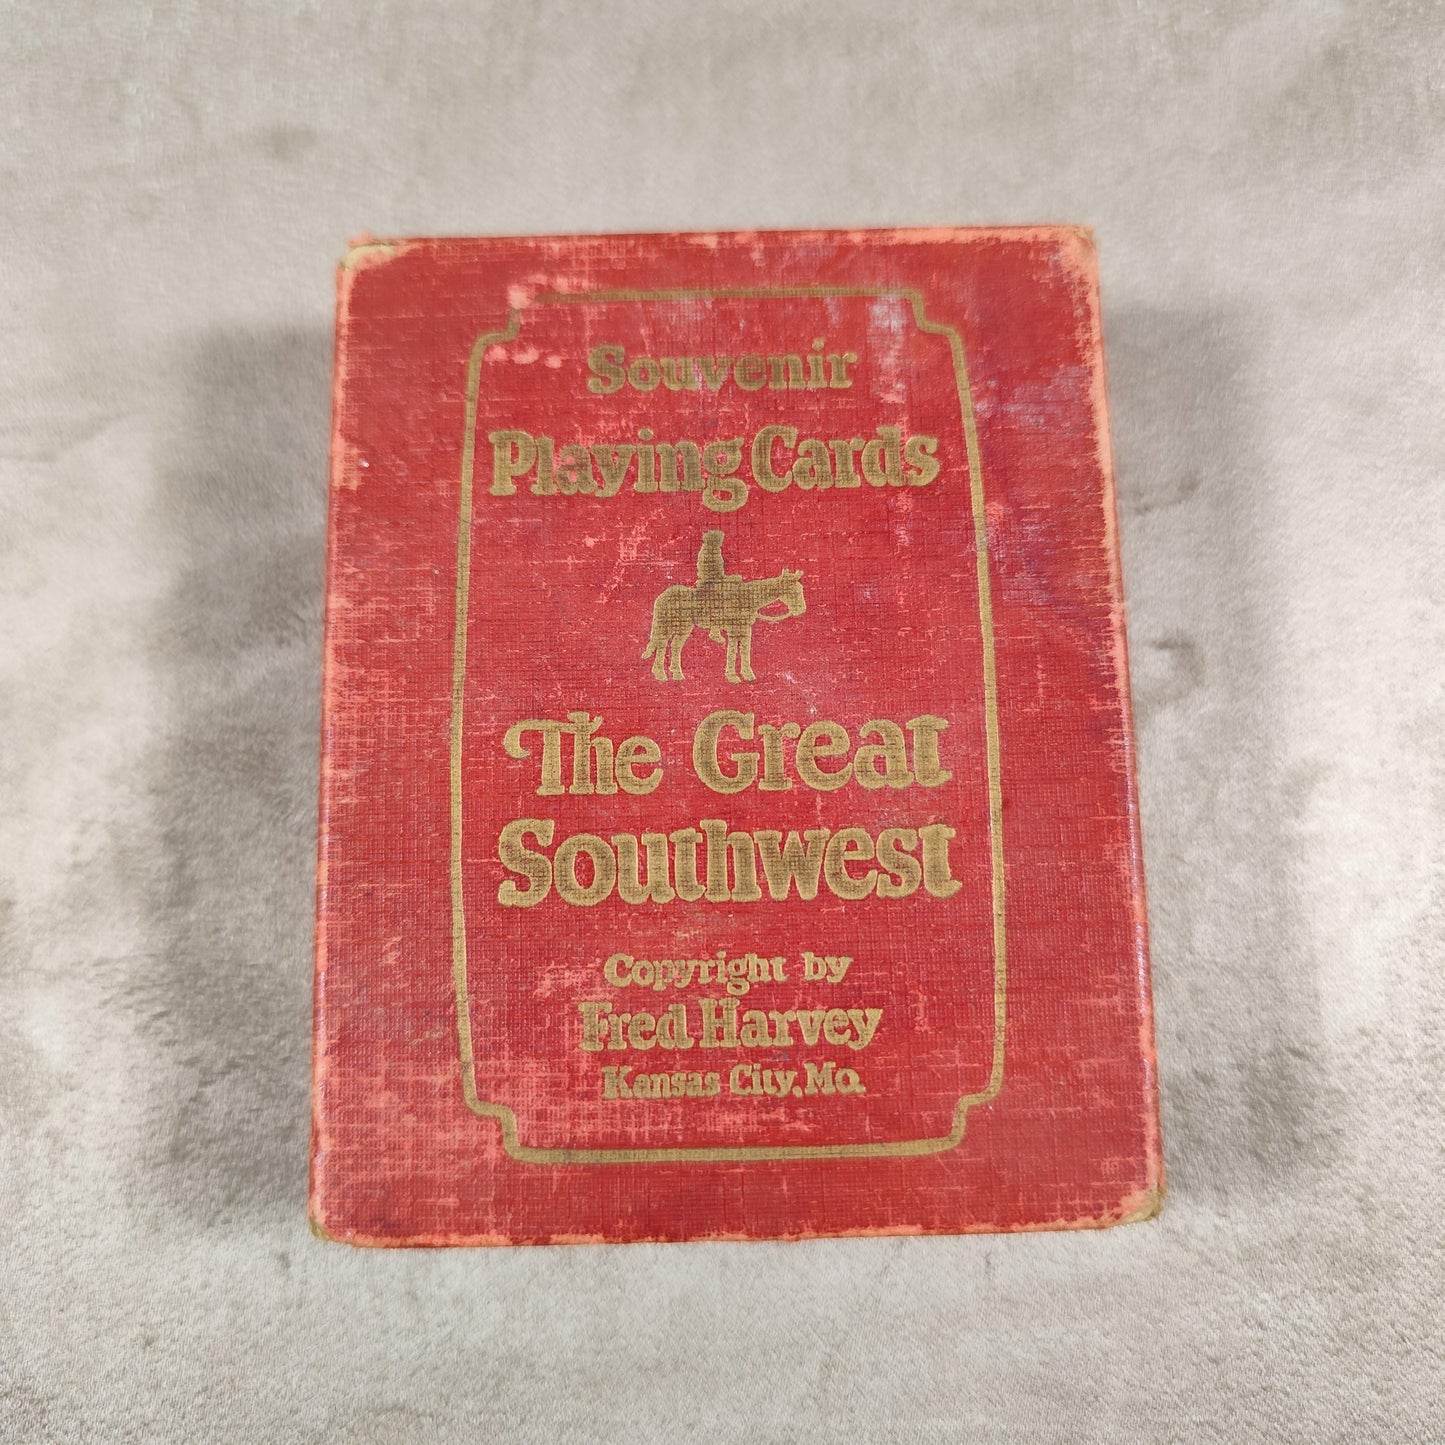 Souvenir
Playing Cards
The Great
Southwest
Copyright by
Fred Harvey
Kansas City, Mo.